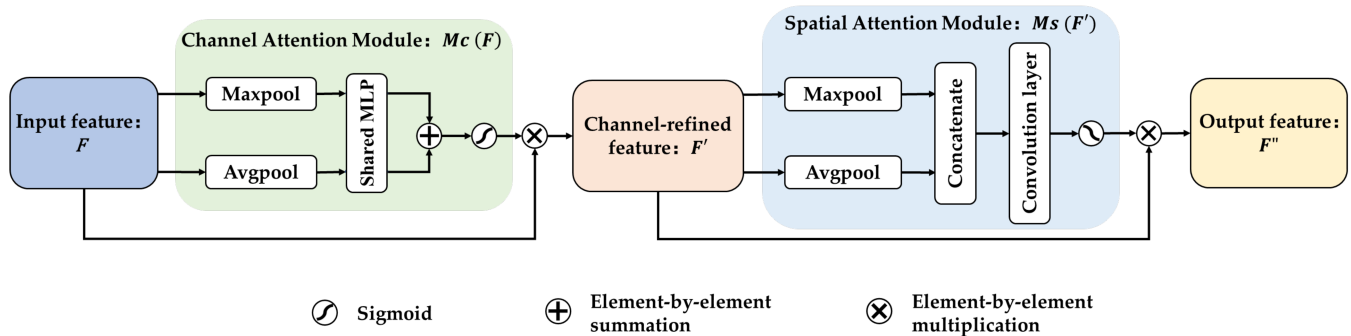 Channel Attention Module: Mc (F)
Input feature:
F
Maxpool
Avgpool
Shared MLP
Channel-refined
feature: F′
Spatial Attention Module: Ms (F′)
Maxpool
Avgpool
Concatenate
Convolution layer
Output feature:
F"
Sigmoid
Element-by-element
summation
Element-by-element
multiplication